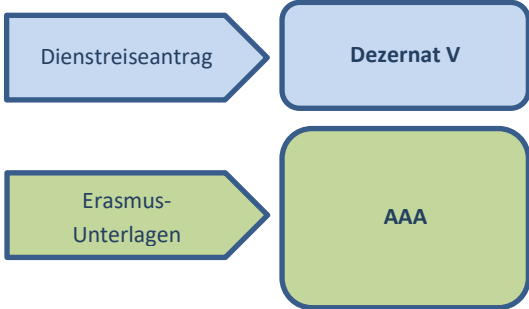 Dienstreiseantrag
Dezernat V
Erasmus-
Unterlagen
AAA